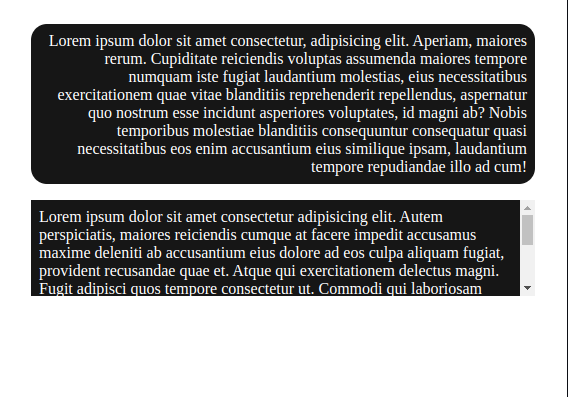 Lorem ipsum dolor sit amet consectetur, adipisicing elit. Aperiam, maiores
rerum. Cupiditate reiciendis voluptas assumenda maiores tempore
numquam iste fugiat laudantium molestias, eius necessitatibus
exercitationem quae vitae blanditiis reprehenderit repellendus, aspernatur
quo nostrum esse incidunt asperiores voluptates, id magni ab? Nobis
temporibus molestiae blanditiis consequuntur consequatur quasi
necessitatibus eos enim accusantium eius similique ipsam, laudantium
tempore repudiandae illo ad cum!
Lorem ipsum dolor sit amet consectetur adipisicing elit. Autem
perspiciatis, maiores reiciendis cumque at facere impedit accusamus
maxime deleniti ab accusantium eius dolore ad eos culpa aliquam fugiat,
provident recusandae quae et. Atque qui exercitationem delectus magni.
Fugit adipisci quos tempore consectetur ut. Commodi qui laboriosam